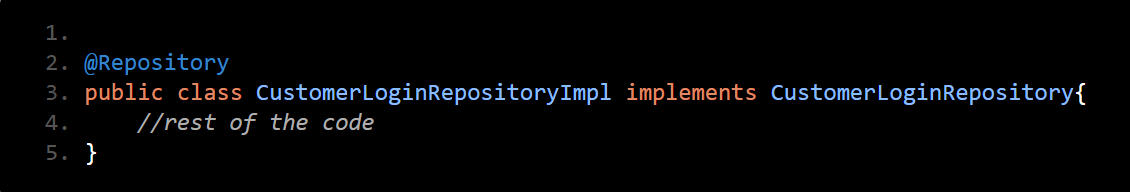 1.
2. @Repository
3. public class CustomerLoginRepositoryImpl implements CustomerLoginRepository{
4.     //rest of the code
5. }